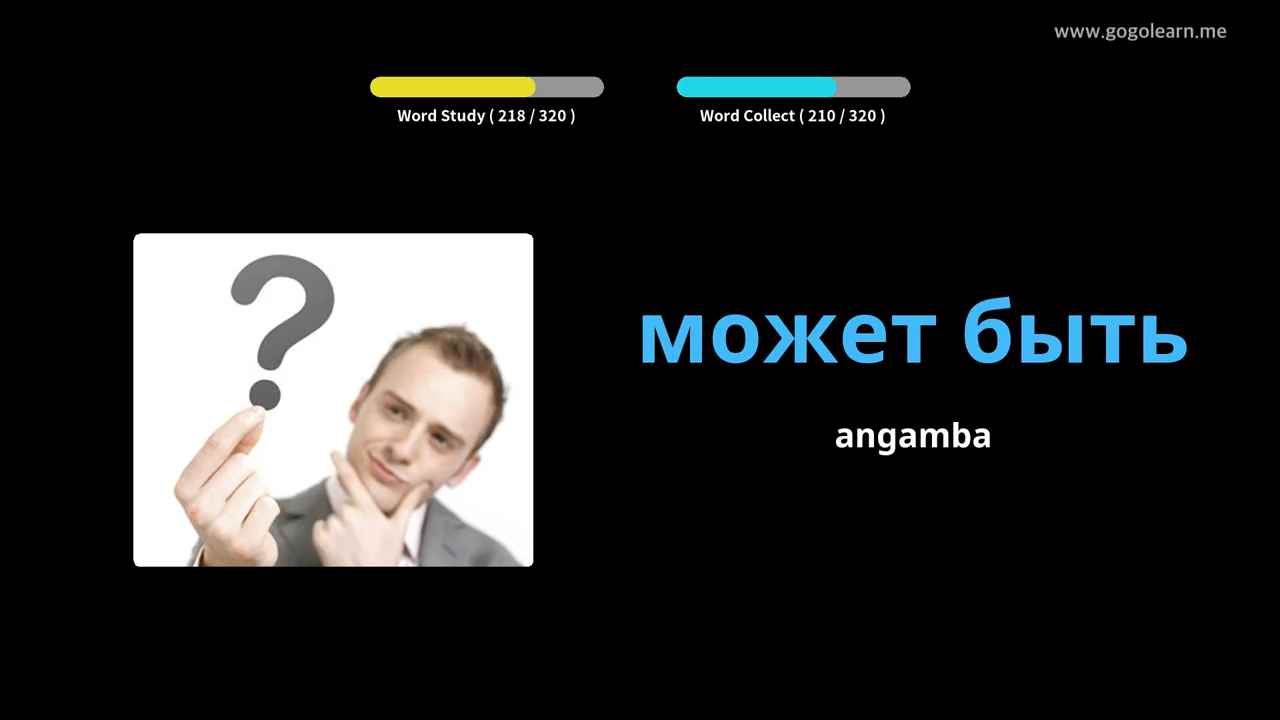 www.gogolearn.me
Word Study ( 218 / 320 )
Word Collect ( 210 / 320 )
?
может быть
angamba